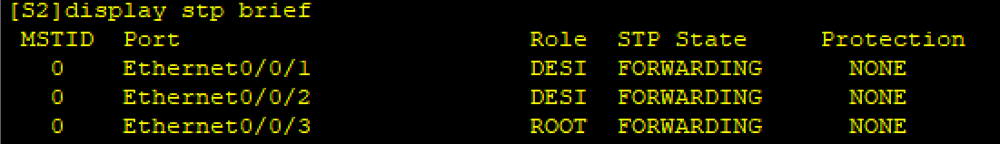 [S2]display stp brief
MSTID Port Role STP State Protection
0 Ethernet0/0/1 DESI FORWARDING NONE
0 Ethernet0/0/2 DESI FORWARDING NONE
0 Ethernet0/0/3 ROOT FORWARDING NONE